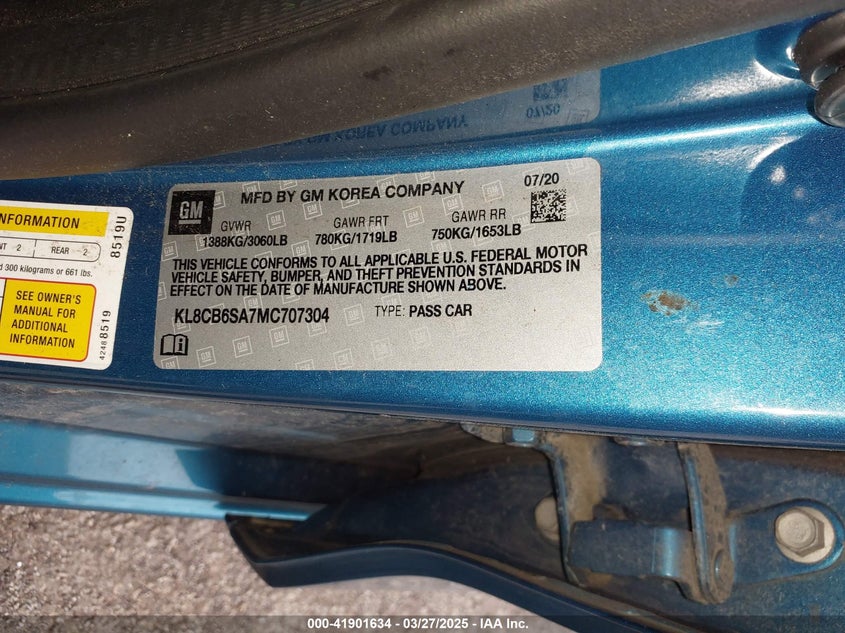 GM
MFD BY GM KOREA COMPANY
07/20
GVWR
GAWR FRT
GAWR RR
1388KG/3060LB
780KG/1719LB
750KG/1653LB
THIS VEHICLE CONFORMS TO ALL APPLICABLE U.S. FEDERAL MOTOR
VEHICLE SAFETY, BUMPER, AND THEFT PREVENTION STANDARDS IN
EFFECT ON THE DATE OF MANUFACTURE SHOWN ABOVE.
KL8CB6SA7MC707304
TYPE: PASS CAR
INFORMATION
2
REAR 2
300 kilograms or 661 lbs.
SEE OWNER'S
MANUAL FOR
ADDITIONAL
INFORMATION
8519U
42488519
000-41901634 / 03/27/2025 / IAA Inc.